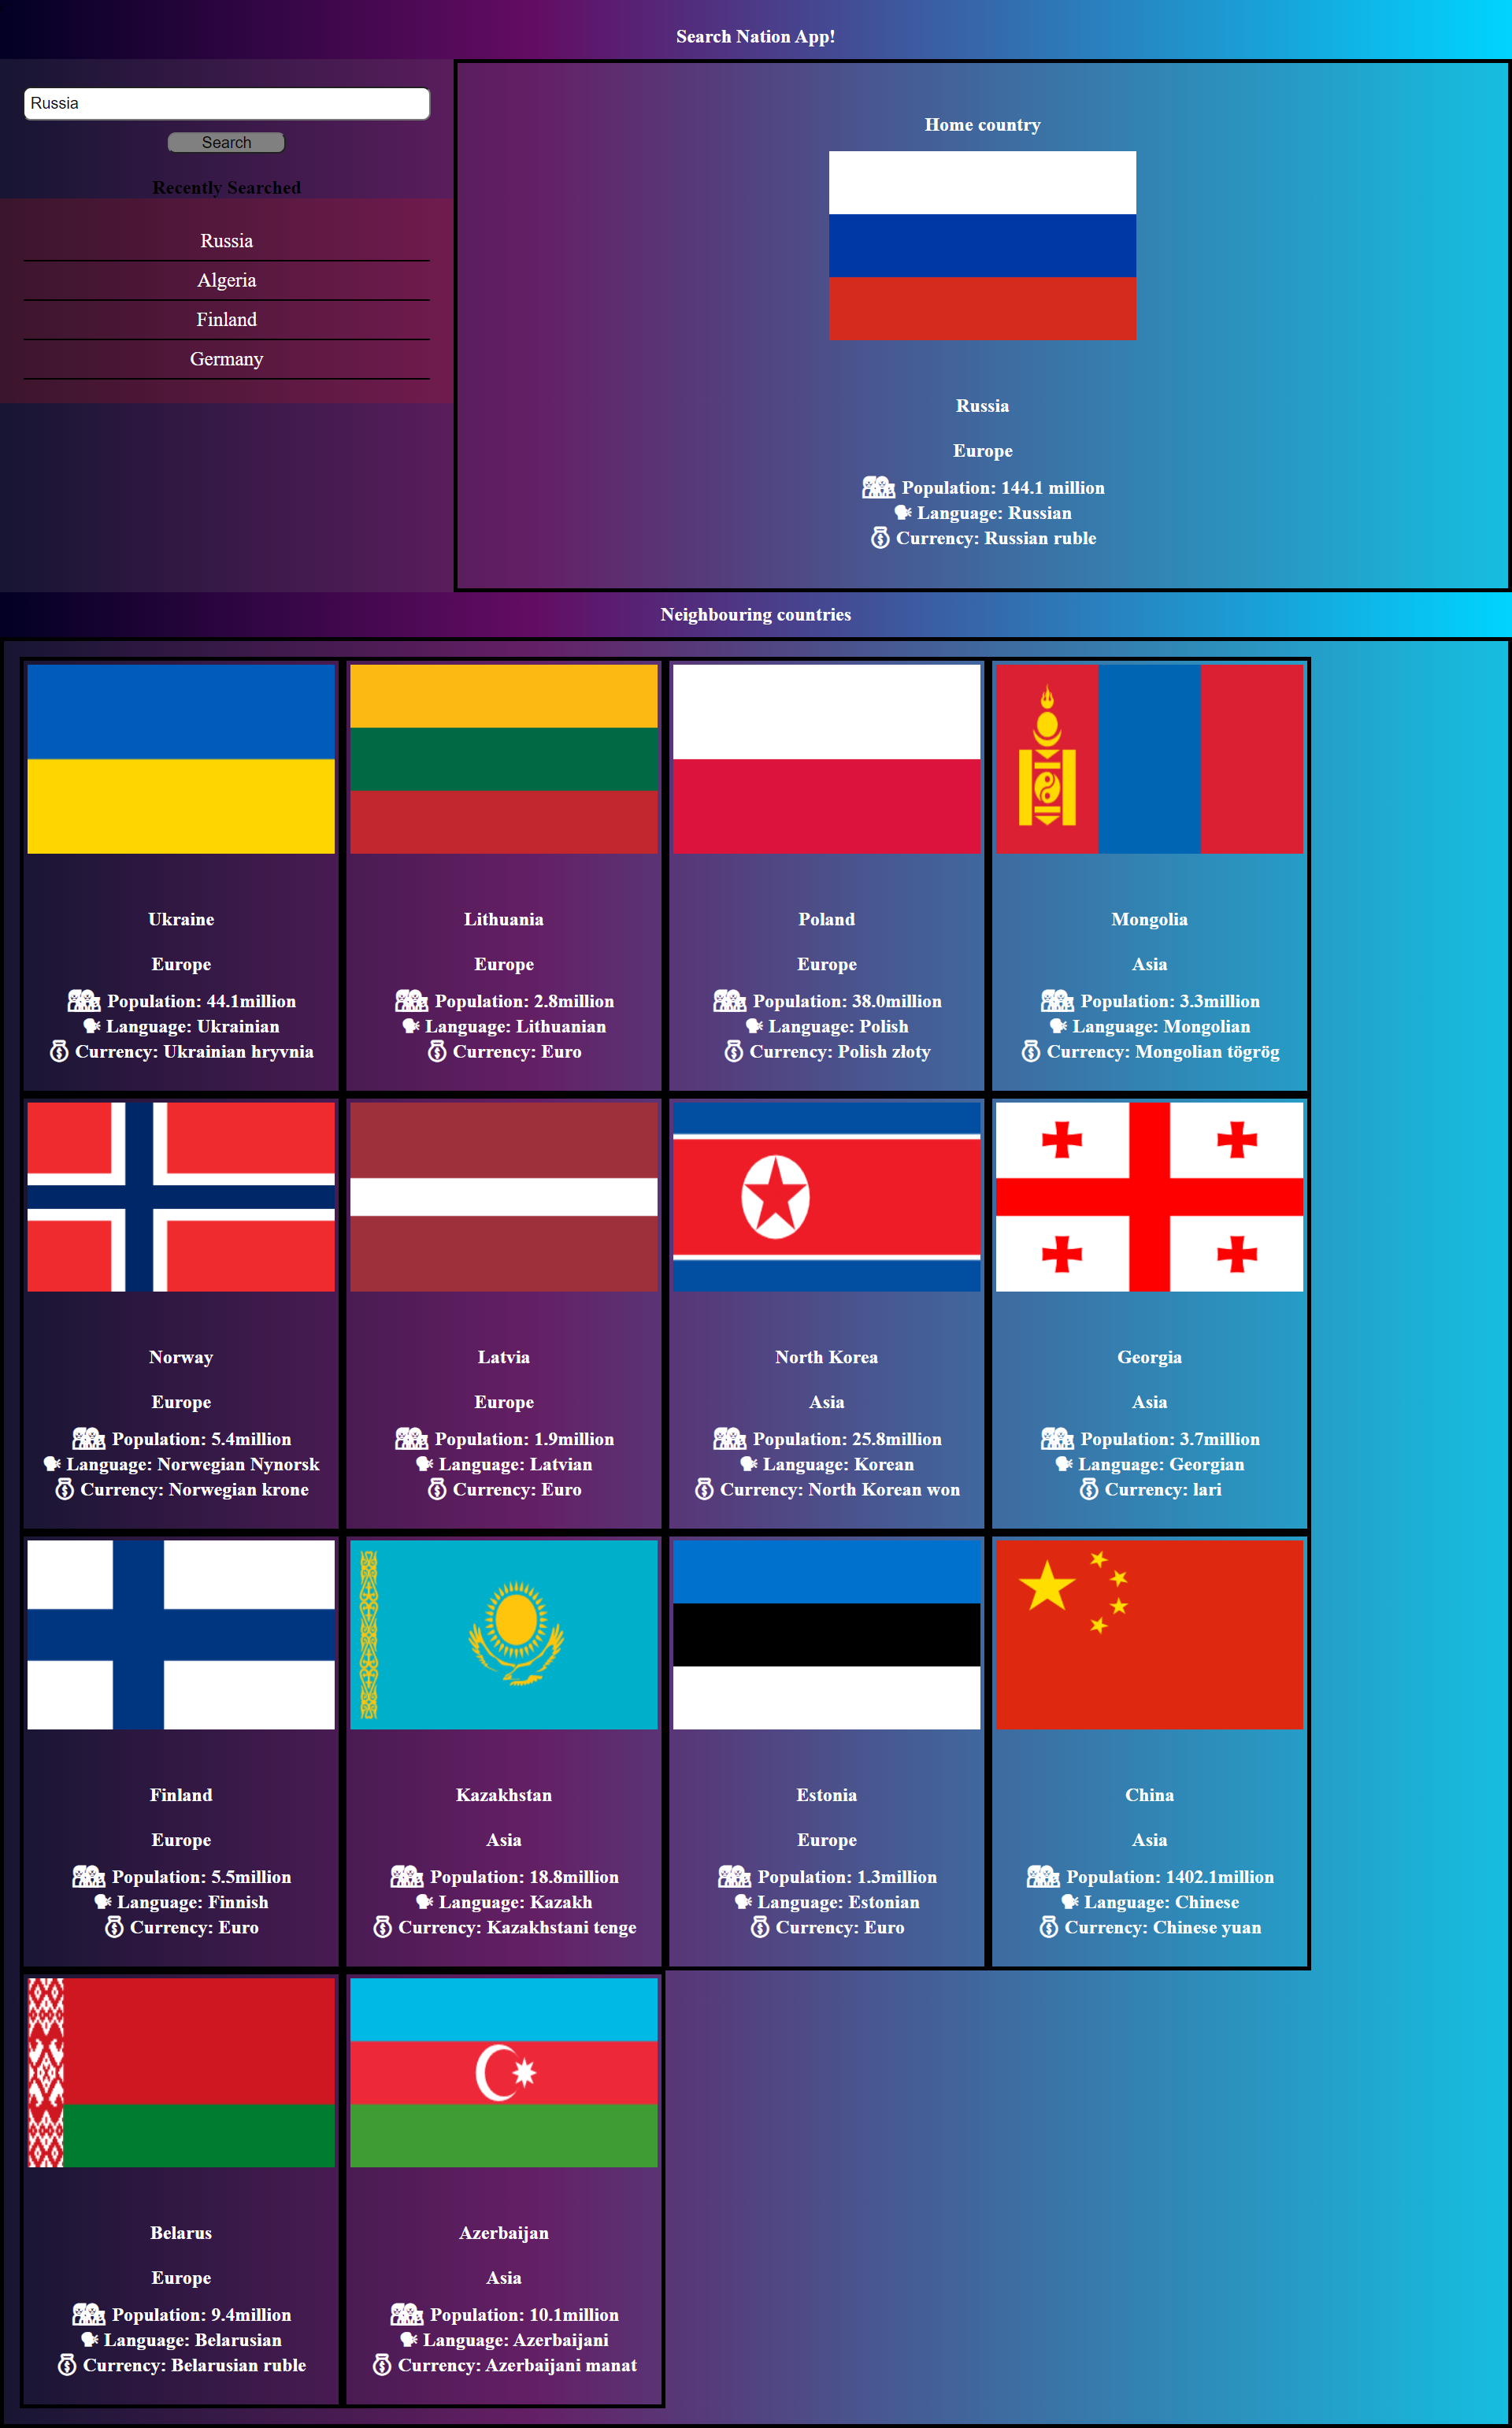 Search Nation App!
Russia
Search
Recently Searched
Russia
Algeria
Finland
Germany
Home country
Russia
Europe
Population: 144.1 million
Language: Russian
Currency: Russian ruble
Neighbouring countries
Ukraine
Europe
Population: 44.1million
Language: Ukrainian
Currency: Ukrainian hryvnia
Lithuania
Europe
Population: 2.8million
Language: Lithuanian
Currency: Euro
Poland
Europe
Population: 38.0million
Language: Polish
Currency: Polish złoty
Mongolia
Asia
Population: 3.3million
Language: Mongolian
Currency: Mongolian tögrög
Norway
Europe
Population: 5.4million
Language: Norwegian Nynorsk
Currency: Norwegian krone
Latvia
Europe
Population: 1.9million
Language: Latvian
Currency: Euro
North Korea
Asia
Population: 25.8million
Language: Korean
Currency: North Korean won
Georgia
Asia
Population: 3.7million
Language: Georgian
Currency: lari
Finland
Europe
Population: 5.5million
Language: Finnish
Currency: Euro
Kazakhstan
Asia
Population: 18.8million
Language: Kazakh
Currency: Kazakhstani tenge
Estonia
Europe
Population: 1.3million
Language: Estonian
Currency: Euro
China
Asia
Population: 1402.1million
Language: Chinese
Currency: Chinese yuan
Belarus
Europe
Population: 9.4million
Language: Belarusian
Currency: Belarusian ruble
Azerbaijan
Asia
Population: 10.1million
Language: Azerbaijani
Currency: Azerbaijani manat